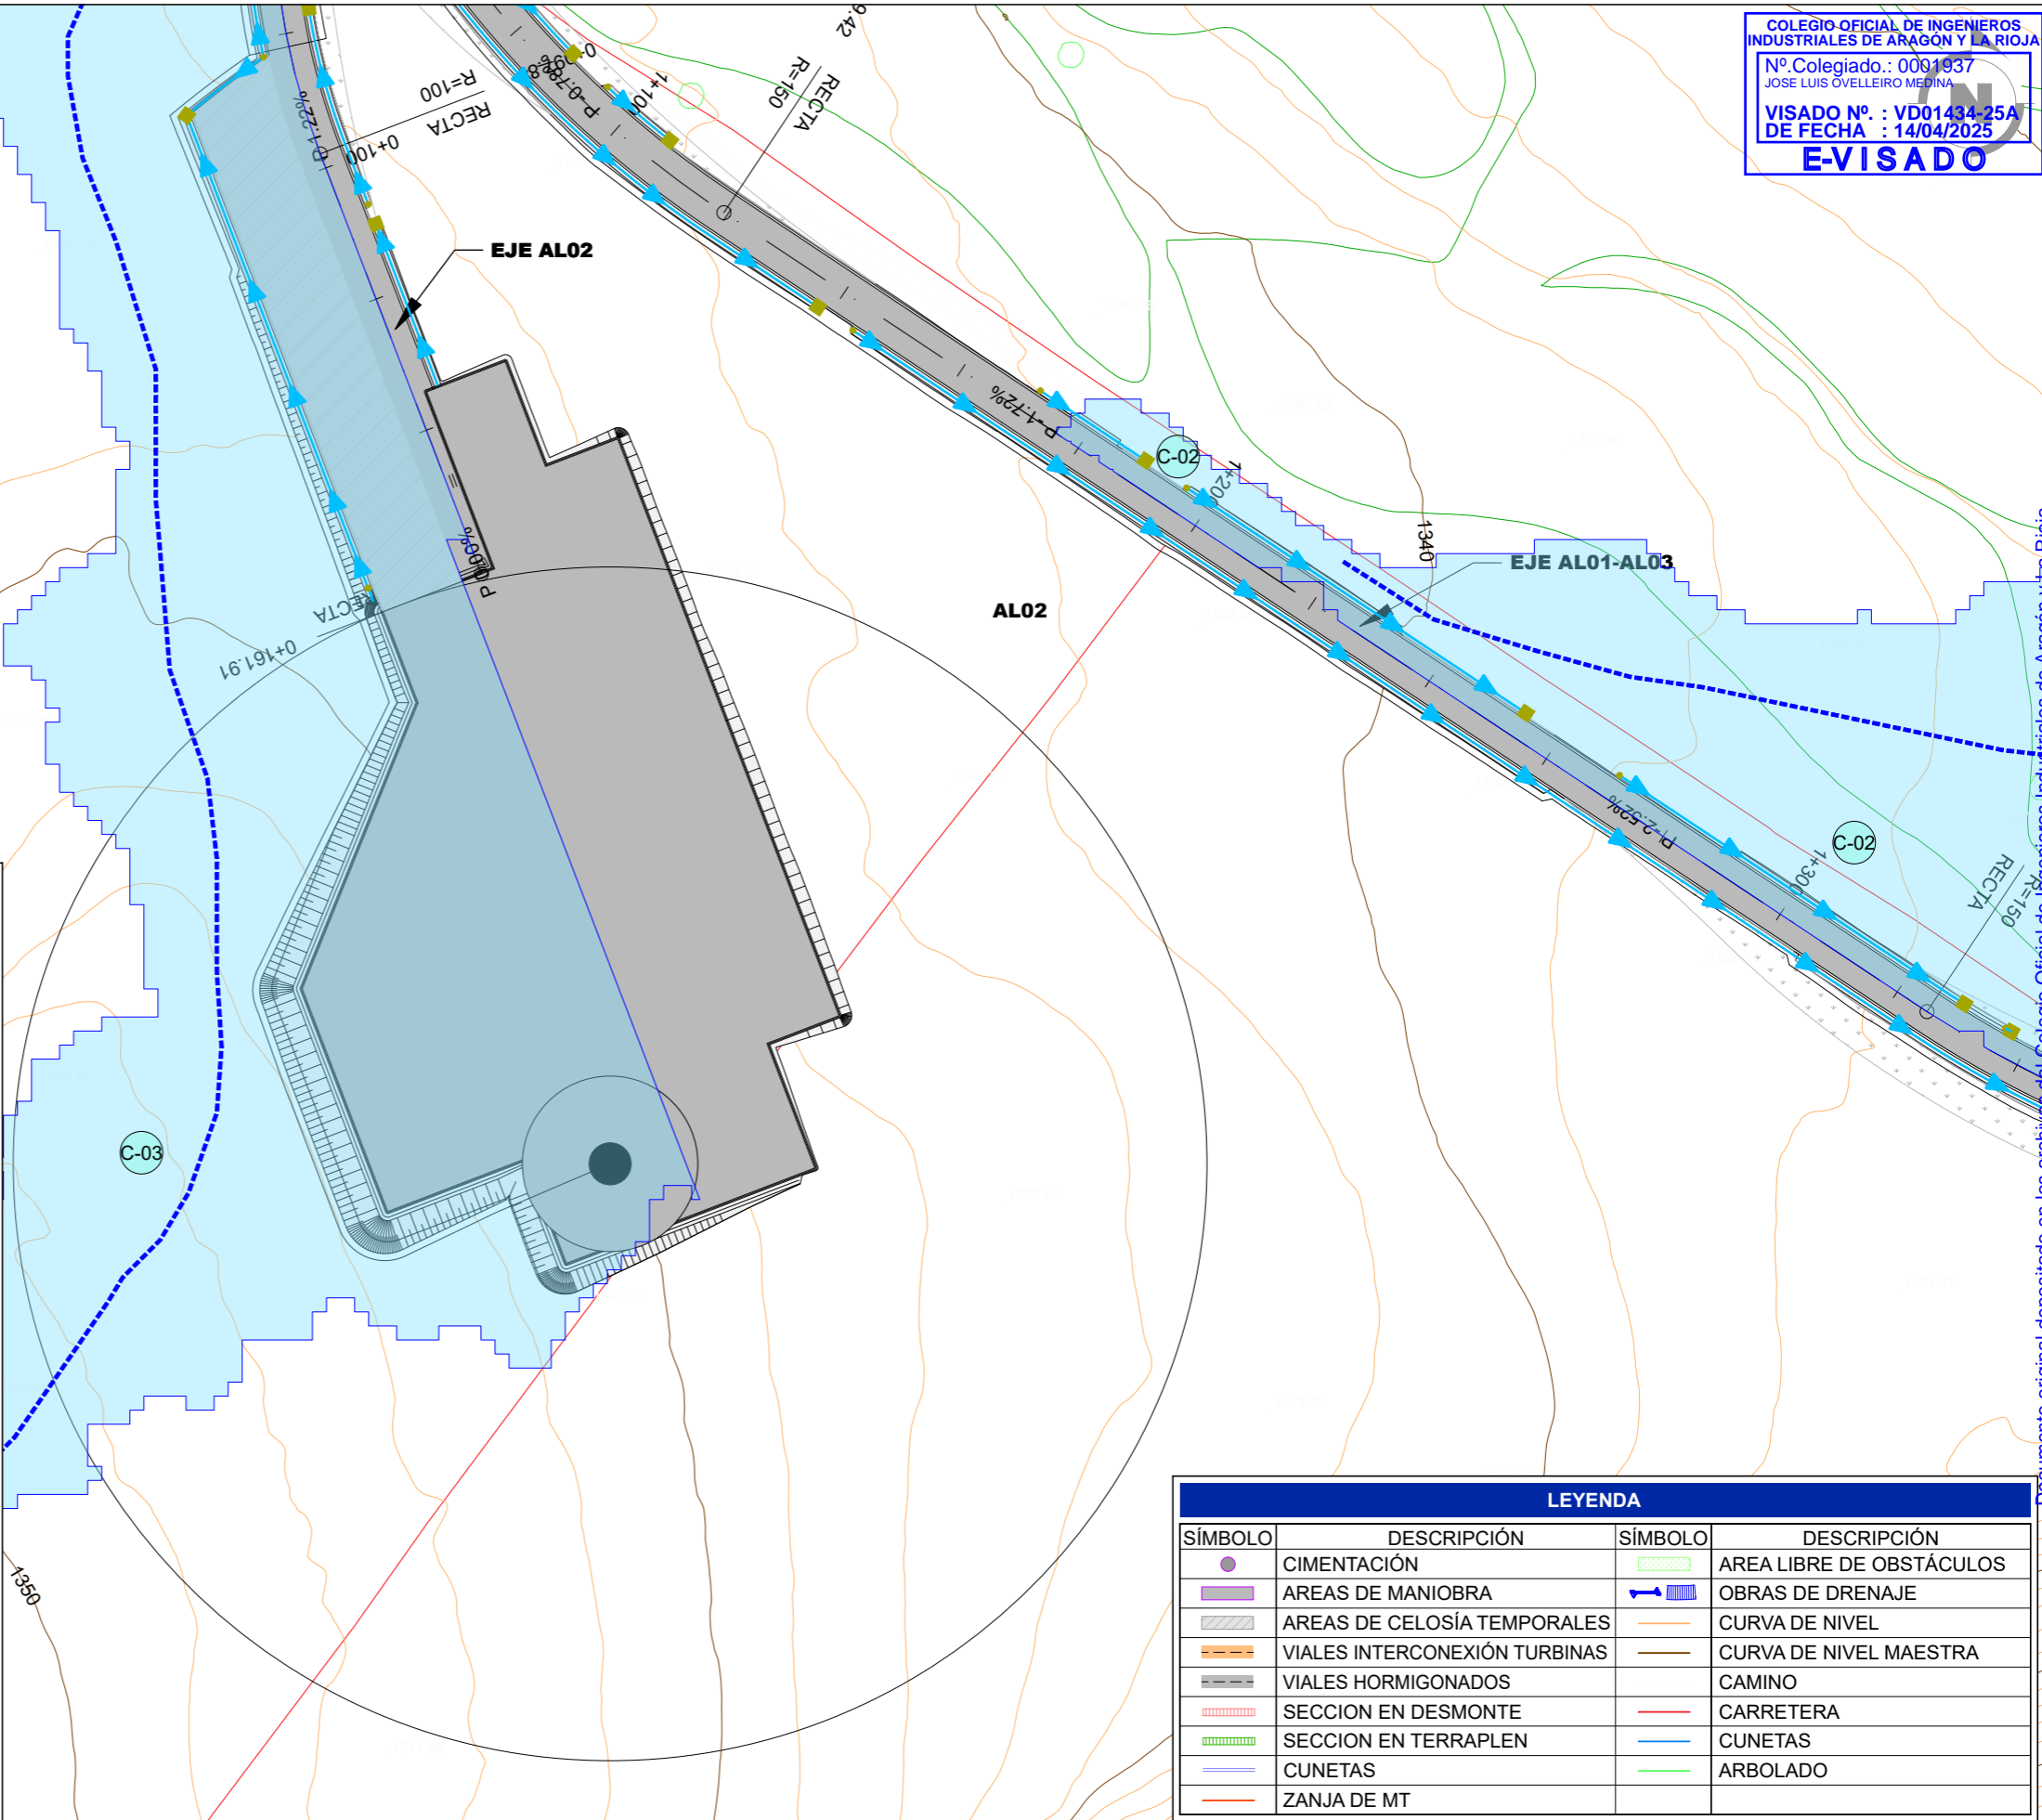 COLEGIO OFICIAL DE INGENIEROS
INDUSTRIALES DE ARAGÓN Y LA RIOJA
Nº.Colegiado.: 0001937
JOSE LUIS OVELLEIRO MEDINA
VISADO Nº. : VD01434-25A
DE FECHA : 14/04/2025
E-VISADO
N
9.42
R=150
RECTA
1+100
R=100
RECTA
0+100
EJE AL02
P-1.72%
C-02
1340
EJE AL01-AL03
AL02
RECTA
0+161.91
P-2.52%
1+300
C-02
RECTA
R=150
C-03
1350
LEYENDA
SÍMBOLO DESCRIPCIÓN SÍMBOLO DESCRIPCIÓN
CIMENTACIÓN AREA LIBRE DE OBSTÁCULOS
AREAS DE MANIOBRA OBRAS DE DRENAJE
AREAS DE CELOSÍA TEMPORALES CURVA DE NIVEL
VIALES INTERCONEXIÓN TURBINAS CURVA DE NIVEL MAESTRA
VIALES HORMIGONADOS CAMINO
SECCION EN DESMONTE CARRETERA
SECCION EN TERRAPLEN CUNETAS
CUNETAS ARBOLADO
ZANJA DE MT